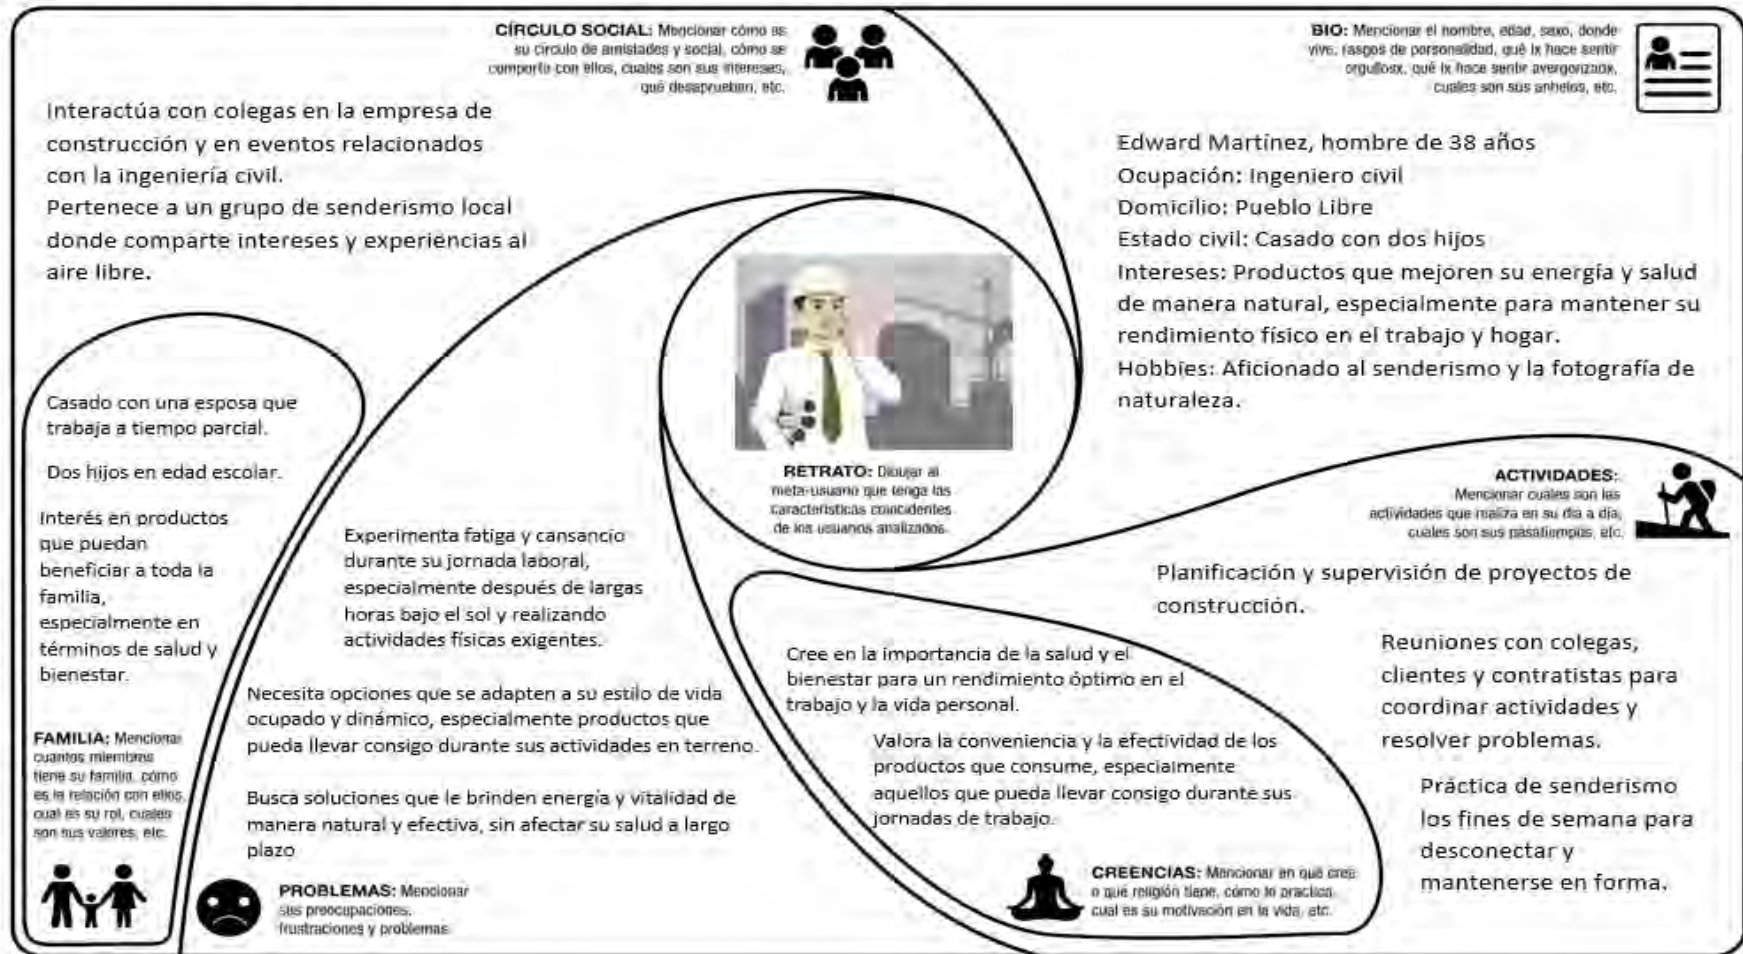 CÍRCULO SOCIAL: Mencionar cómo es
su círculo de amistades y social, cómo se
comporta con ellos, cuales son sus intereses,
qué desaprueban, etc.
Interactúa con colegas en la empresa de
construcción y en eventos relacionados
con la ingeniería civil.
Pertenece a un grupo de senderismo local
donde comparte intereses y experiencias al
aire libre.
BIO: Mencionar el nombre, edad, sexo, donde
vive, rasgos de personalidad, qué lx hace sentir
orgullosx, qué lx hace sentir avergonzadx,
cuales son sus anhelos, etc.
Edward Martínez, hombre de 38 años
Ocupación: Ingeniero civil
Domicilio: Pueblo Libre
Estado civil: Casado con dos hijos
Intereses: Productos que mejoren su energía y salud
de manera natural, especialmente para mantener su
rendimiento físico en el trabajo y hogar.
Hobbies: Aficionado al senderismo y la fotografía de
naturaleza.
RETRATO: Dibujar al
meta-usuario que tenga las
características coincidentes
de los usuarios analizados.
Casado con una esposa que
trabaja a tiempo parcial.
Dos hijos en edad escolar.
Interés en productos
que puedan
beneficiar a toda la
familia,
especialmente en
términos de salud y
bienestar.
FAMILIA: Mencionar
cuantos miembros
tiene su familia, cómo
es la relación con ellos,
cual es su rol, cuales
son sus valores, etc.
Experimenta fatiga y cansancio
durante su jornada laboral,
especialmente después de largas
horas bajo el sol y realizando
actividades físicas exigentes.
Necesita opciones que se adapten a su estilo de vida
ocupado y dinámico, especialmente productos que
pueda llevar consigo durante sus actividades en terreno.
Busca soluciones que le brinden energía y vitalidad de
manera natural y efectiva, sin afectar su salud a largo
plazo
PROBLEMAS: Mencionar
sus preocupaciones,
frustraciones y problemas.
Cree en la importancia de la salud y el
bienestar para un rendimiento óptimo en el
trabajo y la vida personal.
Valora la conveniencia y la efectividad de los
productos que consume, especialmente
aquellos que pueda llevar consigo durante sus
jornadas de trabajo.
CREENCIAS: Mencionar en qué cree
o qué religión tiene, cómo lo practica,
cual es su motivación en la vida, etc.
ACTIVIDADES:
Mencionar cuales son las
actividades que realiza en su dia a dia,
cuales son sus pasatiempos, etc.
Planificación y supervisión de proyectos de
construcción.
Reuniones con colegas,
clientes y contratistas para
coordinar actividades y
resolver problemas.
Práctica de senderismo
los fines de semana para
desconectar y
mantenerse en forma.